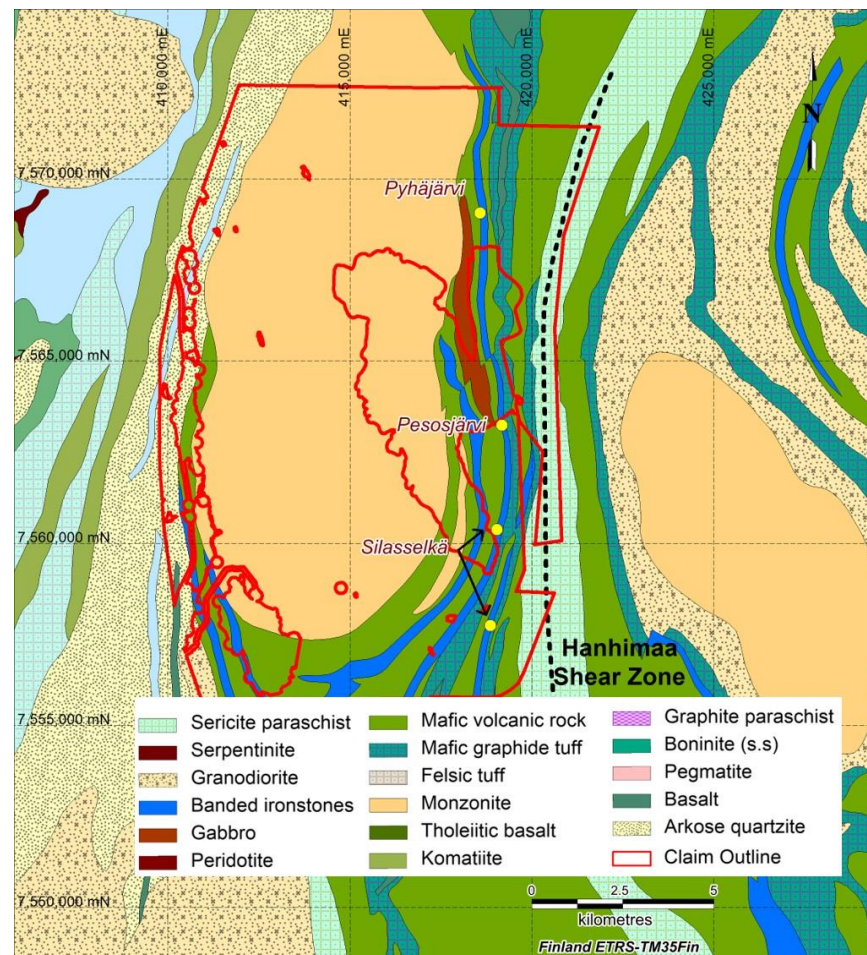 410,000 mE
415,000 mE
420,000 mE
425,000 mE
N
7,570,000 mN
Pyhäjärvi
7,565,000 mN
Pesosjärvi
7,560,000 mN
Silasselkä
Hanhimaa
Shear Zone
7,555,000 mN
Sericite paraschist
Serpentinite
Granodiorite
Banded ironstones
Gabbro
Peridotite
Mafic volcanic rock
Mafic graphide tuff
Felsic tuff
Monzonite
Tholeiitic basalt
Komatiite
Graphite paraschist
Boninite (s.s)
Pegmatite
Basalt
Arkose quartzite
Claim Outline
7,550,000 mN
0 2.5 5
kilometres
Finland ETRS-TM35Fin